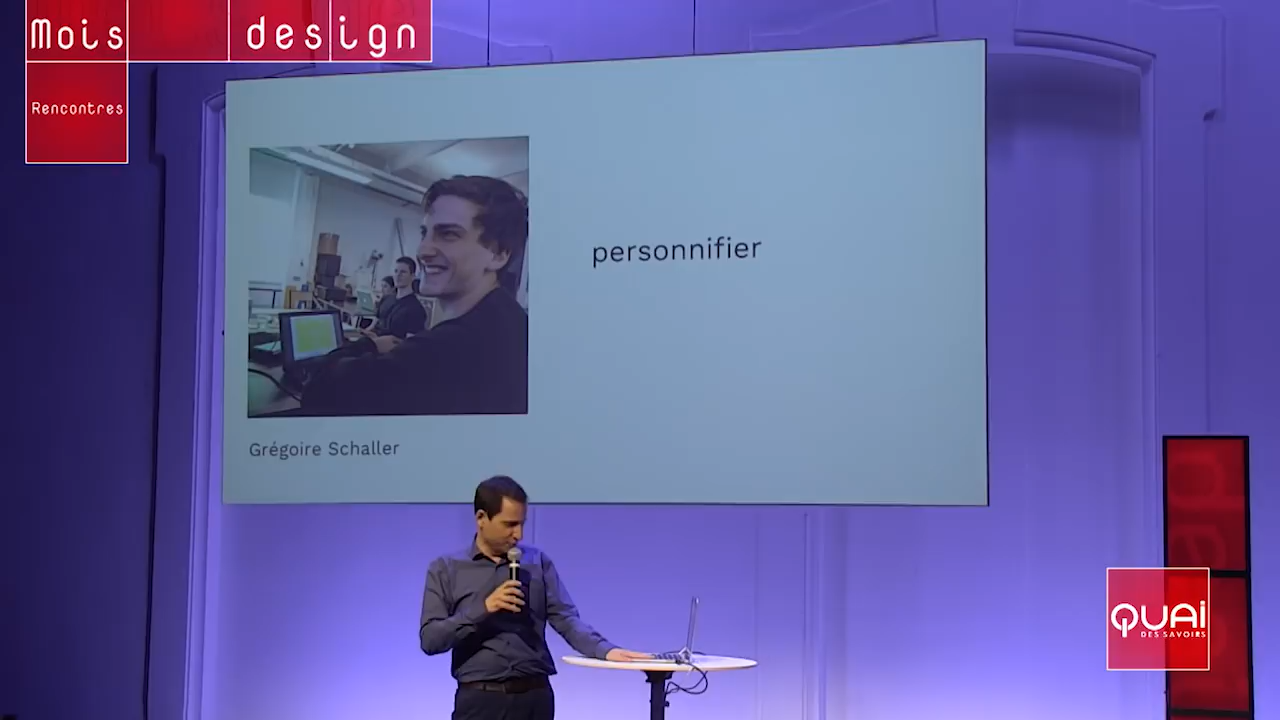 Mois design
Rencontres
personnifier
Grégoire Schaller
QUAi
DES SAVOIRS